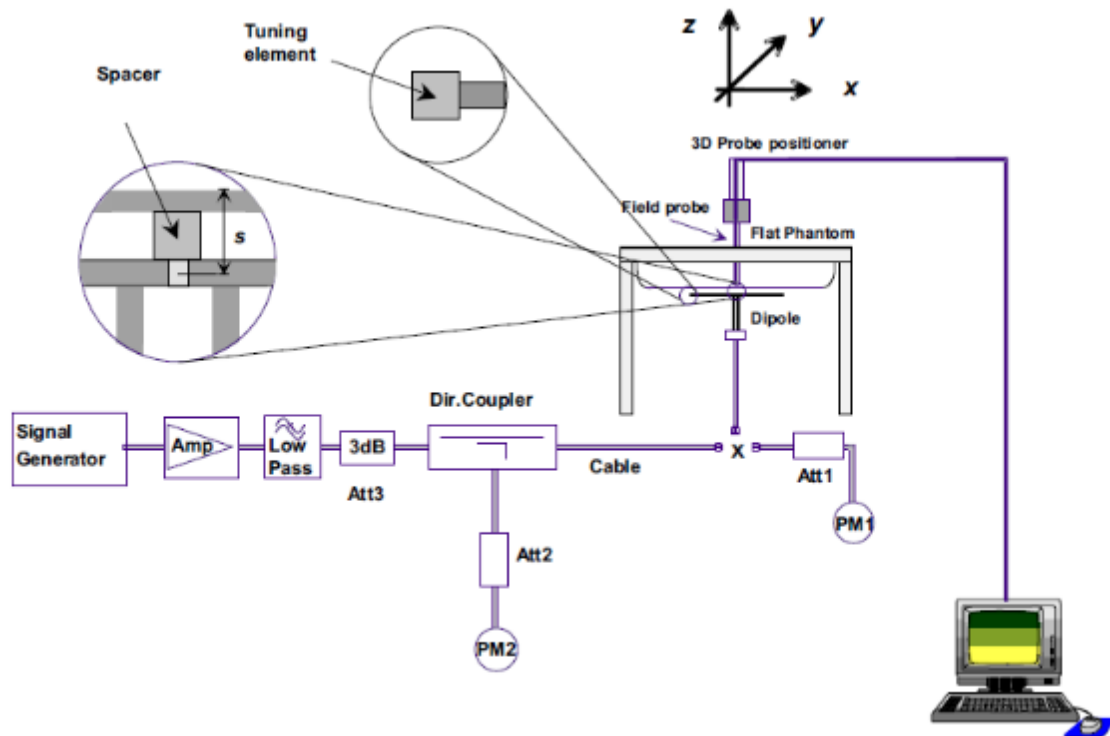 Tuning
element
Spacer
s
z
y
x
3D Probe positioner
Field probe
Flat Phantom
Dipole
Dir.Coupler
Signal
Generator
Amp
Low
Pass
3dB
Att3
Cable
X
Att1
PM1
Att2
PM2